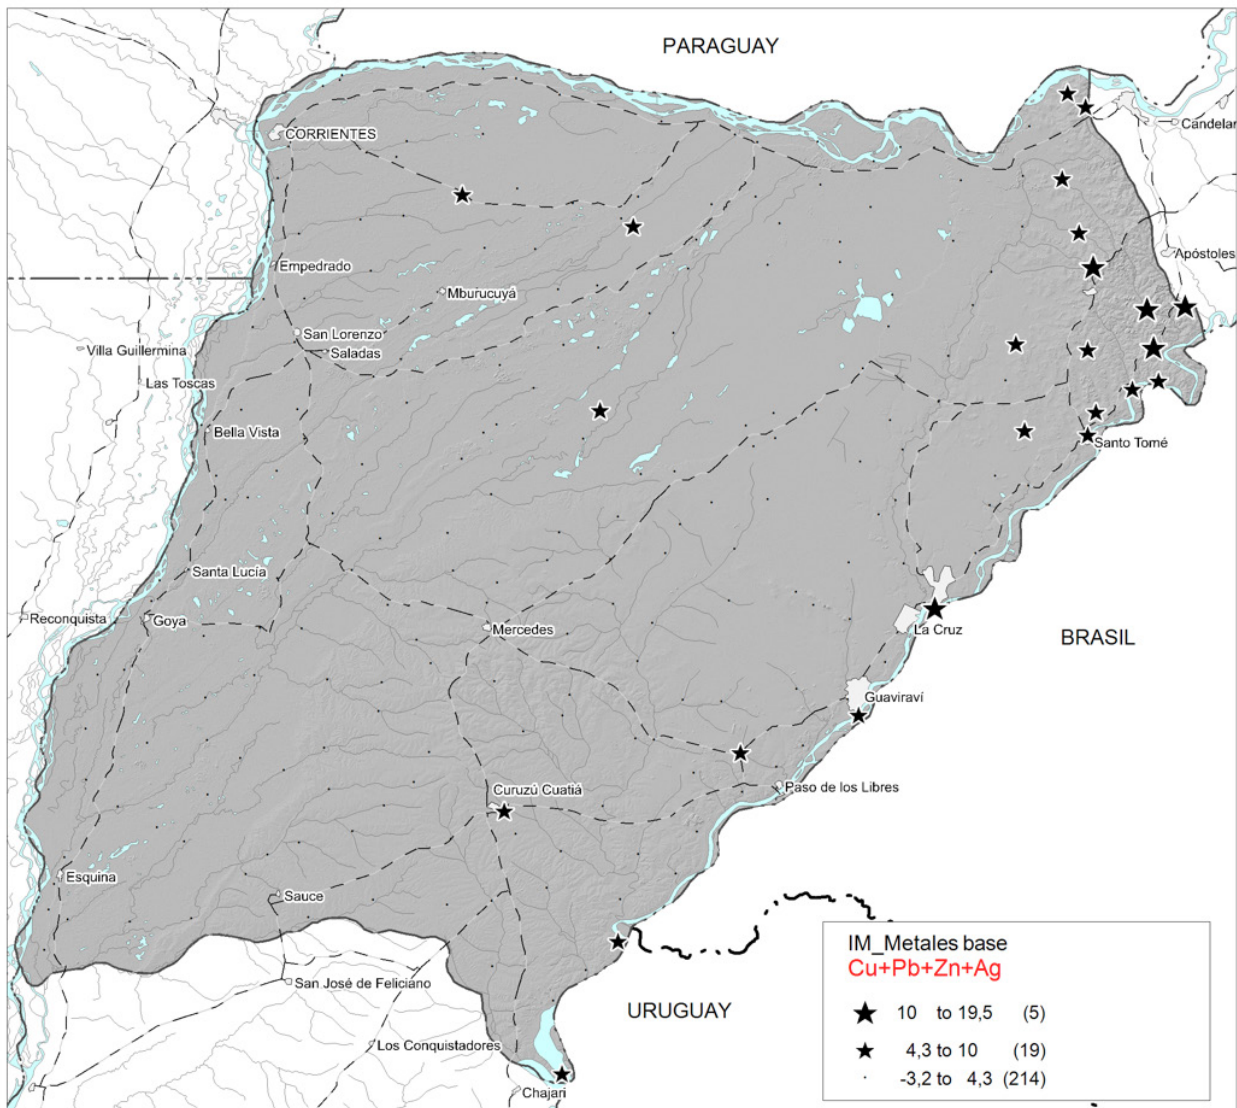 PARAGUAY
Candelar
CORRIENTES
Apóstoles
Empedrado
Mburucuyá
San Lorenzo
Saladas
Villa Guillermina
Las Toscas
Bella Vista
Santo Tomé
Santa Lucía
Reconquista
Goya
Mercedes
La Cruz
BRASIL
Guaviraví
Curuzú Cuatiá
Paso de los Libres
Esquina
Sauce
San José de Feliciano
URUGUAY
Los Conquistadores
Chajari
IM_Metales base
Cu+Pb+Zn+Ag
10 to 19,5 (5)
4,3 to 10 (19)
-3,2 to 4,3 (214)